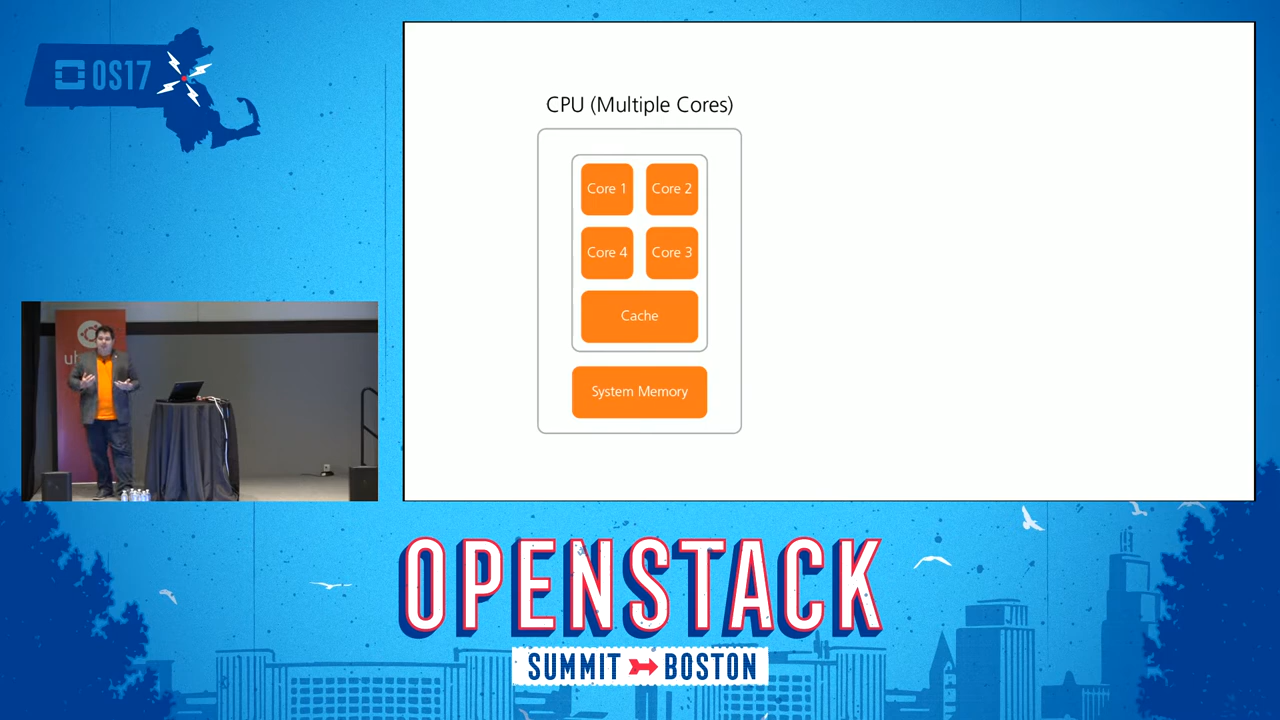 OS17
CPU (Multiple Cores)
Core 1 Core 2
Core 4 Core 3
Cache
System Memory
OPENSTACK
SUMMIT BOSTON